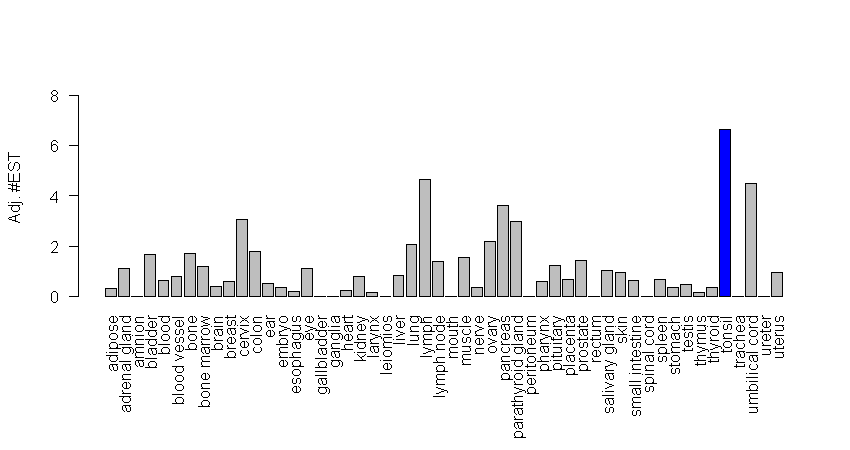 Adj. #EST
8
6
4
2
0
adipose
adrenal gland
amnion
bladder
blood
blood vessel
bone
bone marrow
brain
breast
cervix
colon
ear
embryo
esophagus
eye
gallbladder
ganglia
heart
kidney
larynx
leiomios
liver
lung
lymph
lymph node
mouth
muscle
nerve
ovary
pancreas
parathyroid gland
peritoneum
pharynx
pituitary
placenta
prostate
rectum
salivary gland
skin
small intestine
spinal cord
spleen
stomach
testis
thymus
thyroid
tonsil
trachea
umbilical cord
ureter
uterus